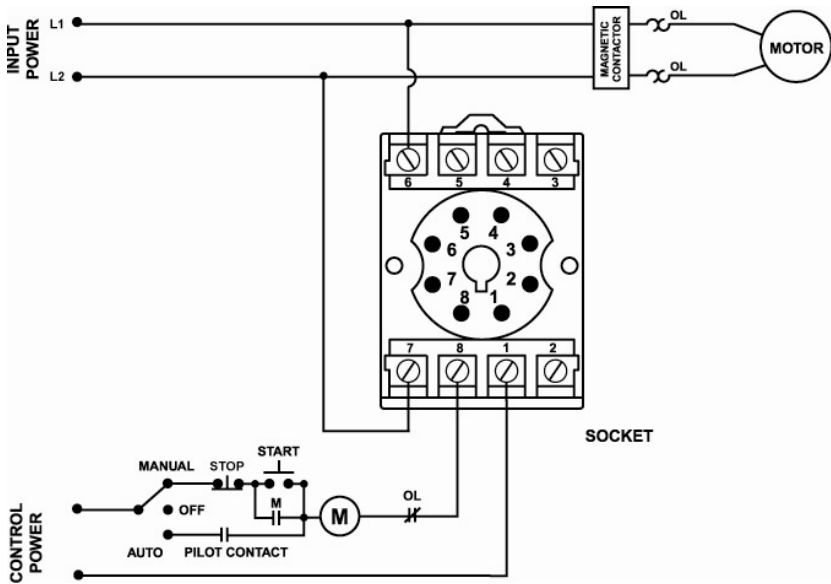 INPUT POWER
L1
L2
MAGNETIC CONTACTOR
OL
OL
MOTOR
6 5 4 3
5 4
6 3
7 2
8 1
7 8 1 2
SOCKET
START
MANUAL STOP
OFF
M
M
OL
AUTO PILOT CONTACT
CONTROL POWER